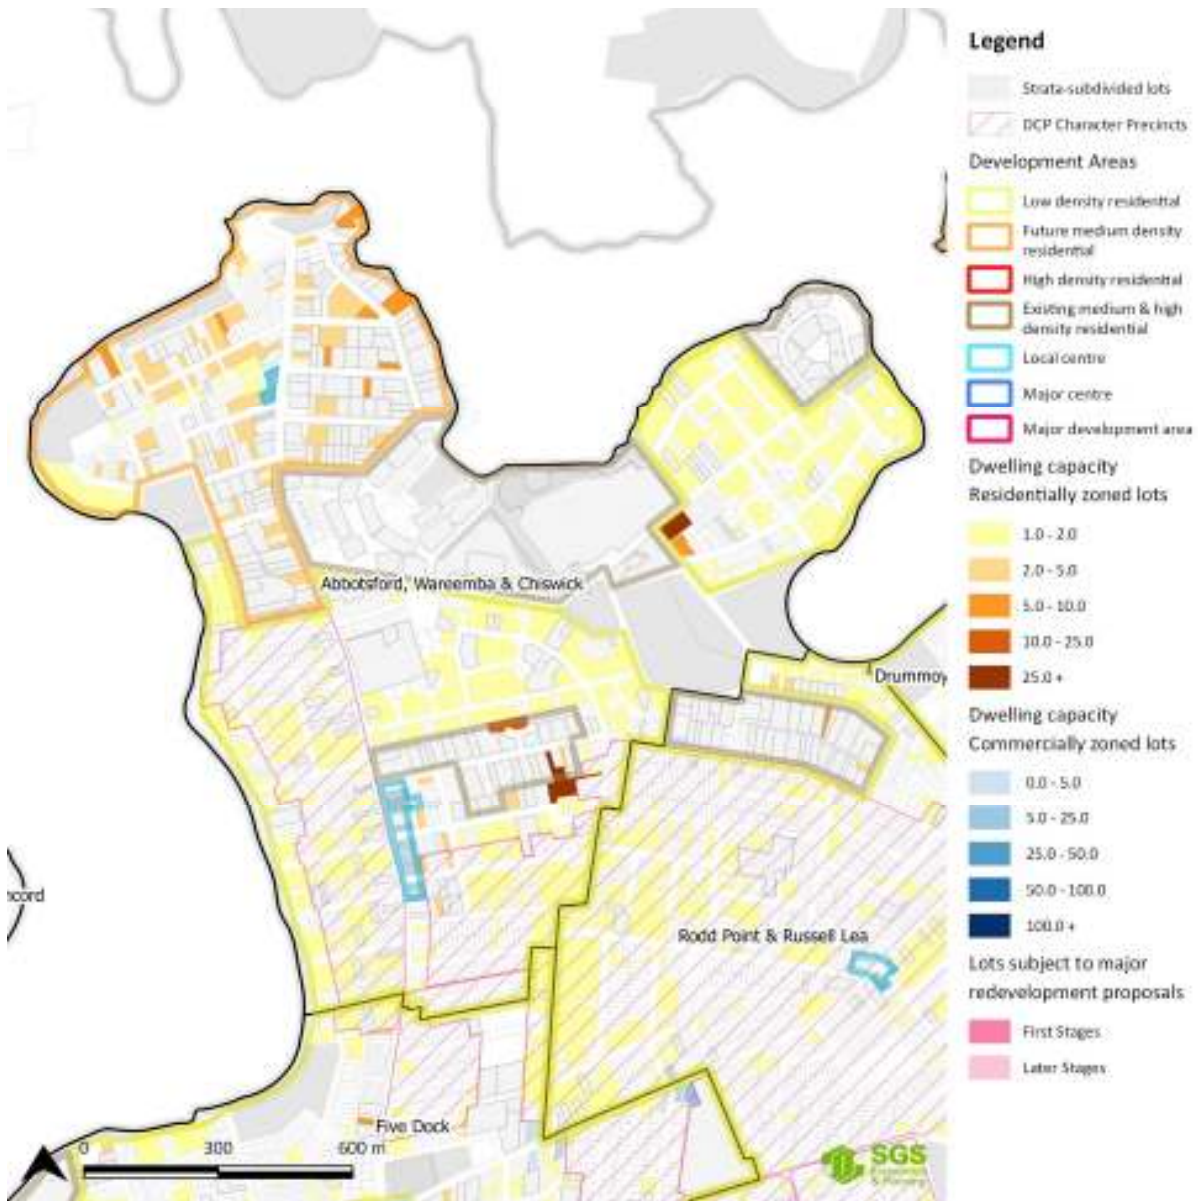 Legend
Strata-subdivided lots
DCP Character Precincts
Development Areas
Low density residential
Future medium density
residential
High density residential
Existing medium & high
density residential
Local centre
Major centre
Major development area
Dwelling capacity
Residentially zoned lots
1.0 - 2.0
2.0 - 5.0
5.0 - 10.0
10.0 - 25.0
25.0 +
Dwelling capacity
Commercially zoned lots
0.0 - 5.0
5.0 - 25.0
25.0 - 50.0
50.0 - 100.0
100.0 +
Lots subject to major
redevelopment proposals
First Stages
Later Stages
Abbotsford, Wareemba & Chiswick
Drummoy
ncord
Rodd Point & Russell Lea
Five Dock
0 300 600 m
SGS
Economics
& Planning